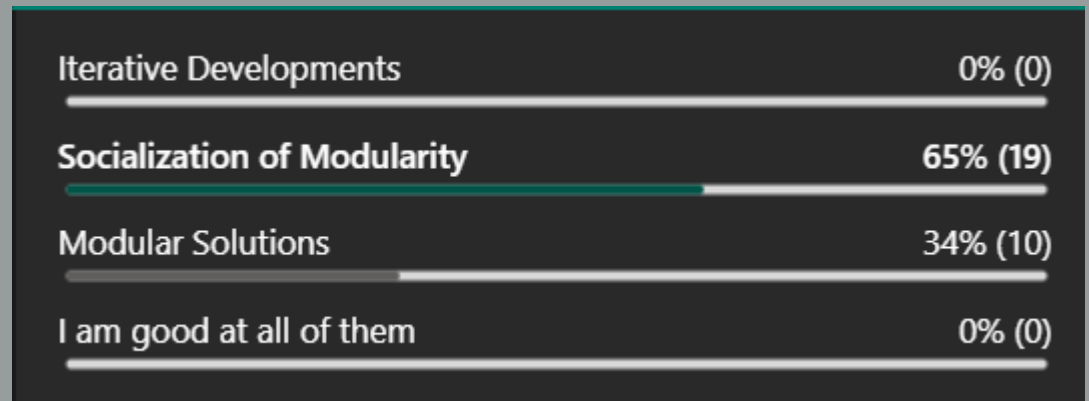 Iterative Developments 0% (0)
Socialization of Modularity 65% (19)
Modular Solutions 34% (10)
I am good at all of them 0% (0)